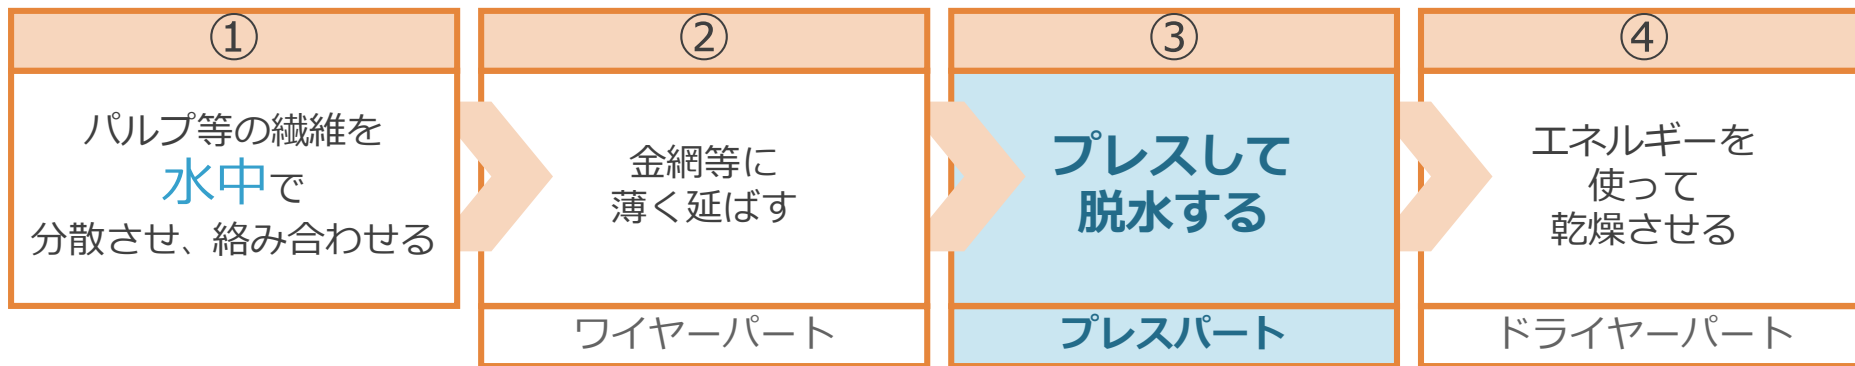 ①
パルプ等の繊維を
水中で
分散させ、絡み合わせる
②
金網等に
薄く延ばす
ワイヤーパート
③
プレスして
脱水する
プレスパート
④
エネルギーを
使って
乾燥させる
ドライヤーパート